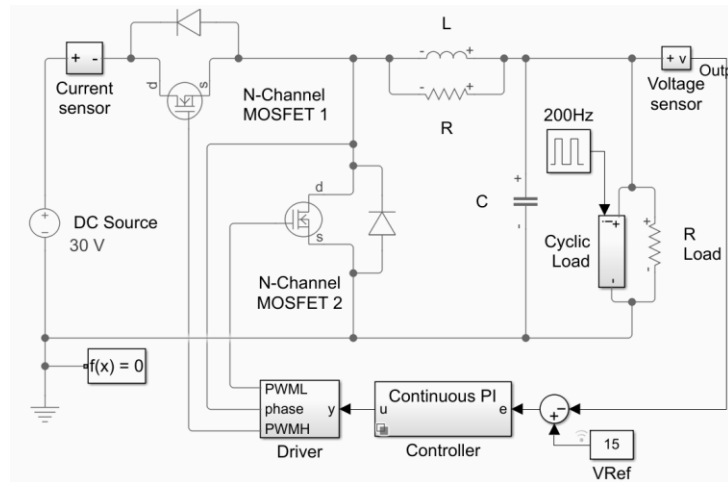 L
+ -
- +
d
s
+ v
Outp
Current
sensor
Voltage
sensor
N-Channel
MOSFET 1
- +
R
200Hz
+
C
-
d
s
+
-
DC Source
30 V
+
-
Cyclic
Load
+
-
R
Load
N-Channel
MOSFET 2
f(x) = 0
PWML
phase
PWMH
y
Driver
Continuous PI
u
e
Controller
-
+
15
VRef